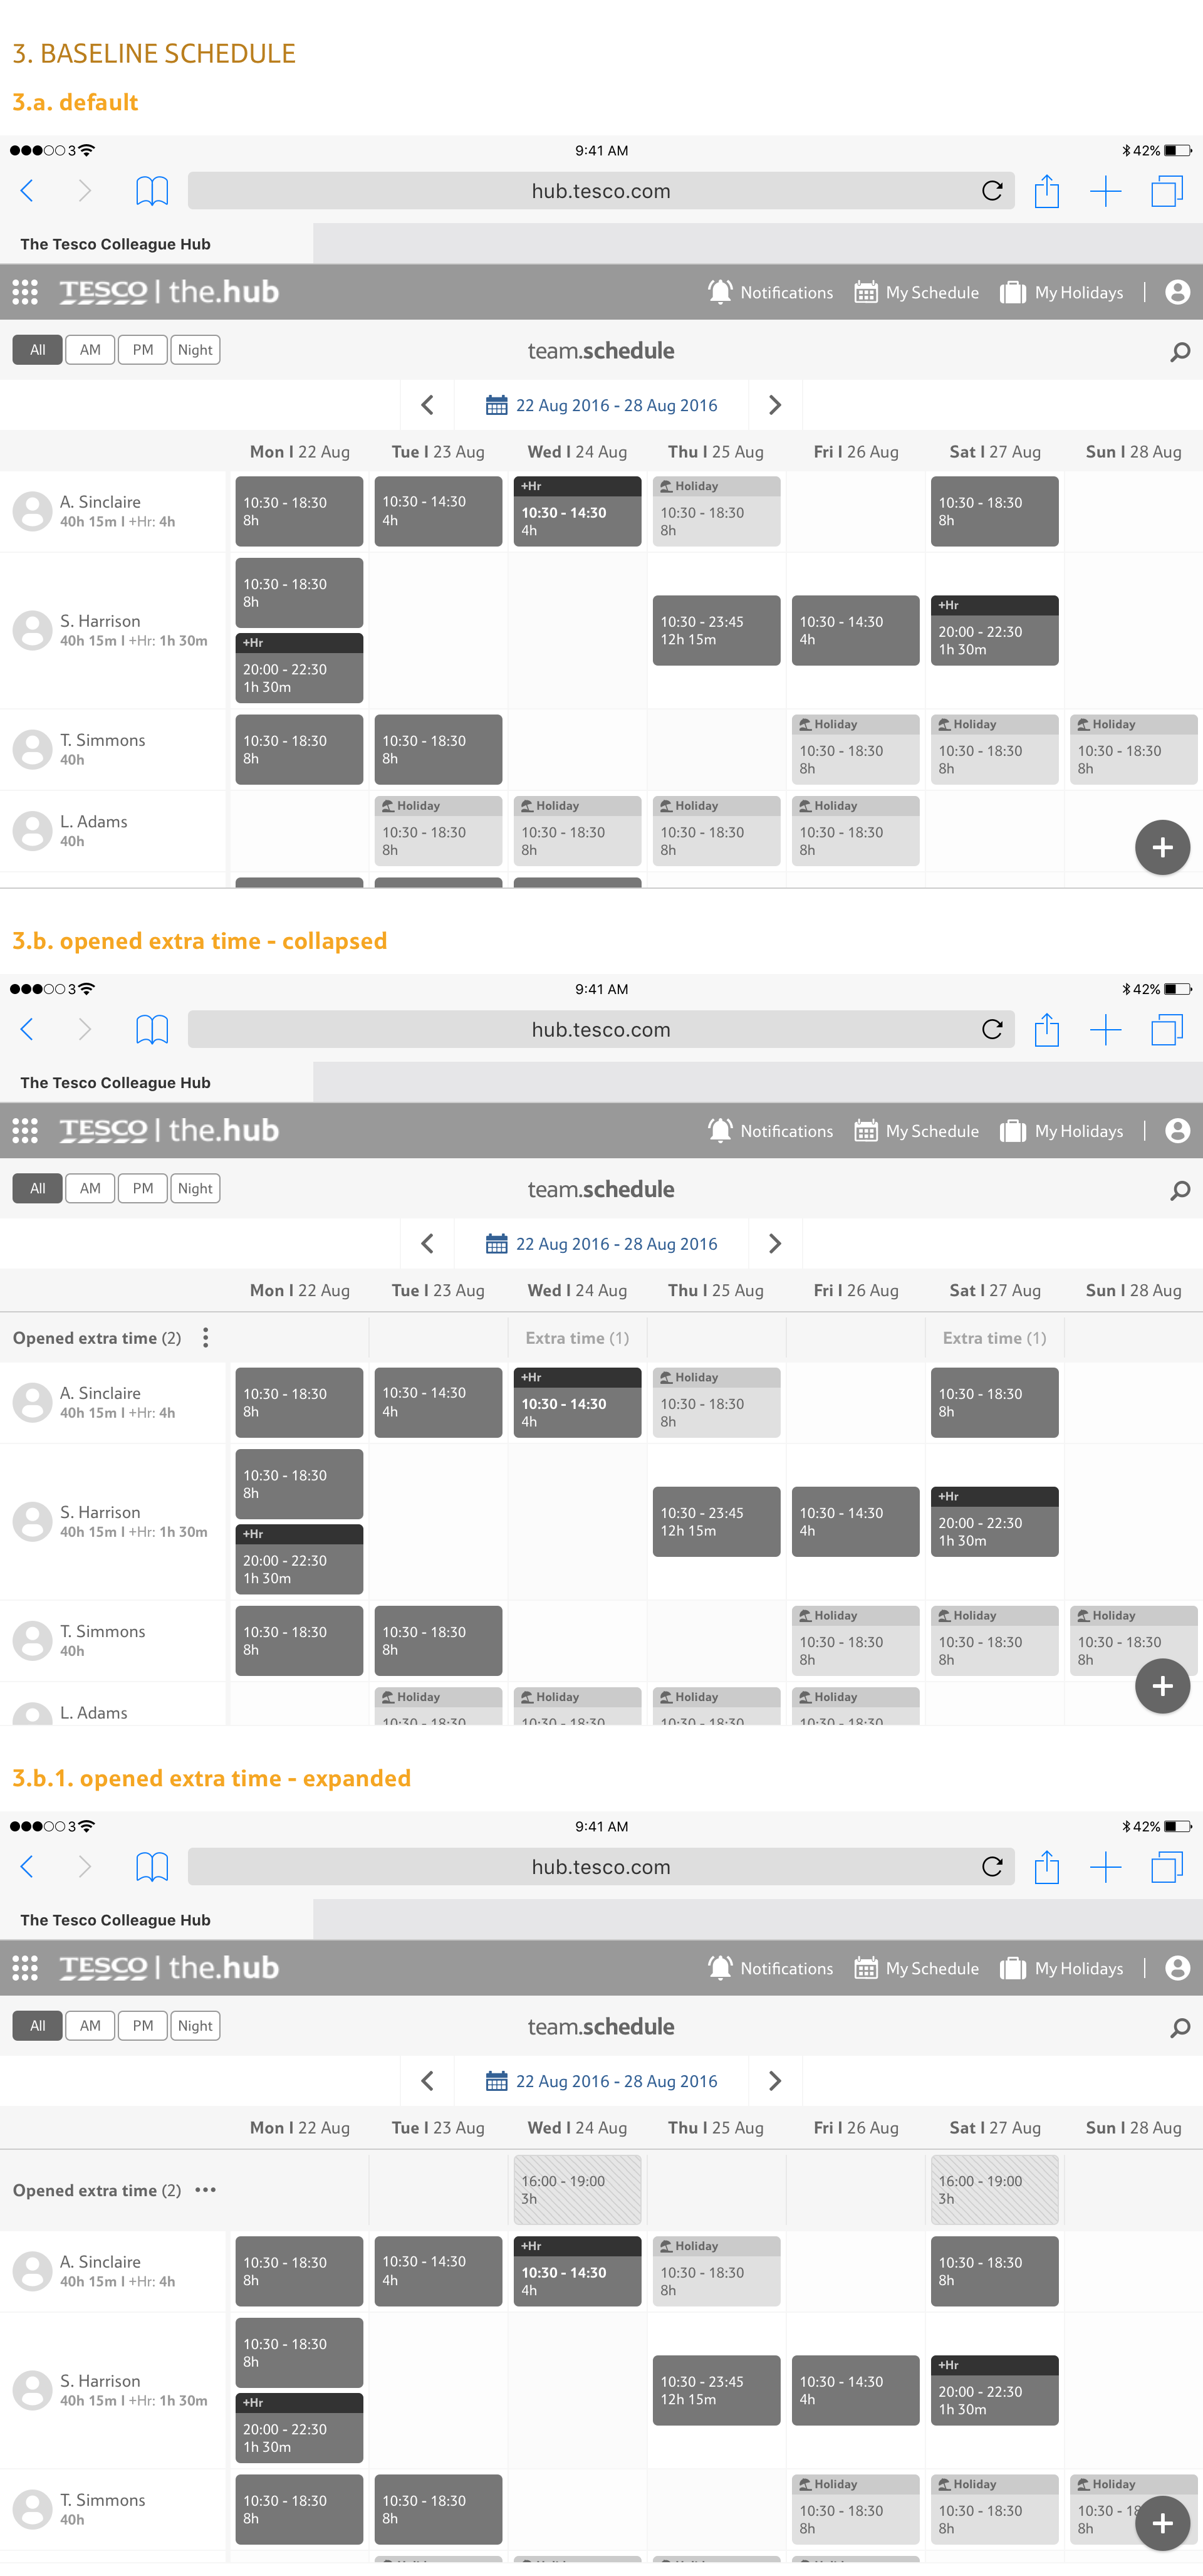 3. BASELINE SCHEDULE
3.a. default
3 9:41 AM 42%
hub.tesco.com
The Tesco Colleague Hub
TESCO | the.hub Notifications My Schedule My Holidays |
All AM PM Night team.schedule
22 Aug 2016 - 28 Aug 2016
Mon I 22 Aug Tue I 23 Aug Wed I 24 Aug Thu I 25 Aug Fri I 26 Aug Sat I 27 Aug Sun I 28 Aug
+Hr Holiday
A. Sinclaire 10:30 - 18:30 10:30 - 14:30 10:30 - 14:30 10:30 - 18:30 10:30 - 18:30
40h 15m I +Hr: 4h 8h 4h 4h 8h 8h
10:30 - 18:30
8h +Hr
S. Harrison 10:30 - 23:45 10:30 - 14:30 20:00 - 22:30
40h 15m I +Hr: 1h 30m +Hr 12h 15m 4h 1h 30m
20:00 - 22:30
1h 30m
Holiday Holiday Holiday
T. Simmons 10:30 - 18:30 10:30 - 18:30 10:30 - 18:30 10:30 - 18:30 10:30 - 18:30
40h 8h 8h 8h 8h 8h
Holiday Holiday Holiday Holiday
L. Adams 10:30 - 18:30 10:30 - 18:30 10:30 - 18:30 10:30 - 18:30
40h 8h 8h 8h 8h
3.b. opened extra time - collapsed
3 9:41 AM 42%
hub.tesco.com
The Tesco Colleague Hub
TESCO | the.hub Notifications My Schedule My Holidays |
All AM PM Night team.schedule
22 Aug 2016 - 28 Aug 2016
Mon I 22 Aug Tue I 23 Aug Wed I 24 Aug Thu I 25 Aug Fri I 26 Aug Sat I 27 Aug Sun I 28 Aug
Opened extra time (2) Extra time (1) Extra time (1)
+Hr Holiday
A. Sinclaire 10:30 - 18:30 10:30 - 14:30 10:30 - 14:30 10:30 - 18:30 10:30 - 18:30
40h 15m I +Hr: 4h 8h 4h 4h 8h 8h
10:30 - 18:30
8h +Hr
S. Harrison 10:30 - 23:45 10:30 - 14:30 20:00 - 22:30
40h 15m I +Hr: 1h 30m +Hr 12h 15m 4h 1h 30m
20:00 - 22:30
1h 30m
Holiday Holiday Holiday
T. Simmons 10:30 - 18:30 10:30 - 18:30 10:30 - 18:30 10:30 - 18:30 10:30 - 18:30
40h 8h 8h 8h 8h 8h
Holiday Holiday Holiday Holiday
L. Adams 10:30 - 18:30 10:30 - 18:30 10:30 - 18:30 10:30 - 18:30
3.b.1. opened extra time - expanded
3 9:41 AM 42%
hub.tesco.com
The Tesco Colleague Hub
TESCO | the.hub Notifications My Schedule My Holidays |
All AM PM Night team.schedule
22 Aug 2016 - 28 Aug 2016
Mon I 22 Aug Tue I 23 Aug Wed I 24 Aug Thu I 25 Aug Fri I 26 Aug Sat I 27 Aug Sun I 28 Aug
Opened extra time (2) 16:00 - 19:00 16:00 - 19:00
3h 3h
+Hr Holiday
A. Sinclaire 10:30 - 18:30 10:30 - 14:30 10:30 - 14:30 10:30 - 18:30 10:30 - 18:30
40h 15m I +Hr: 4h 8h 4h 4h 8h 8h
10:30 - 18:30
8h +Hr
S. Harrison 10:30 - 23:45 10:30 - 14:30 20:00 - 22:30
40h 15m I +Hr: 1h 30m +Hr 12h 15m 4h 1h 30m
20:00 - 22:30
1h 30m
Holiday Holiday Holiday
T. Simmons 10:30 - 18:30 10:30 - 18:30 10:30 - 18:30 10:30 - 18:30 10:30 - 18
40h 8h 8h 8h 8h 8h